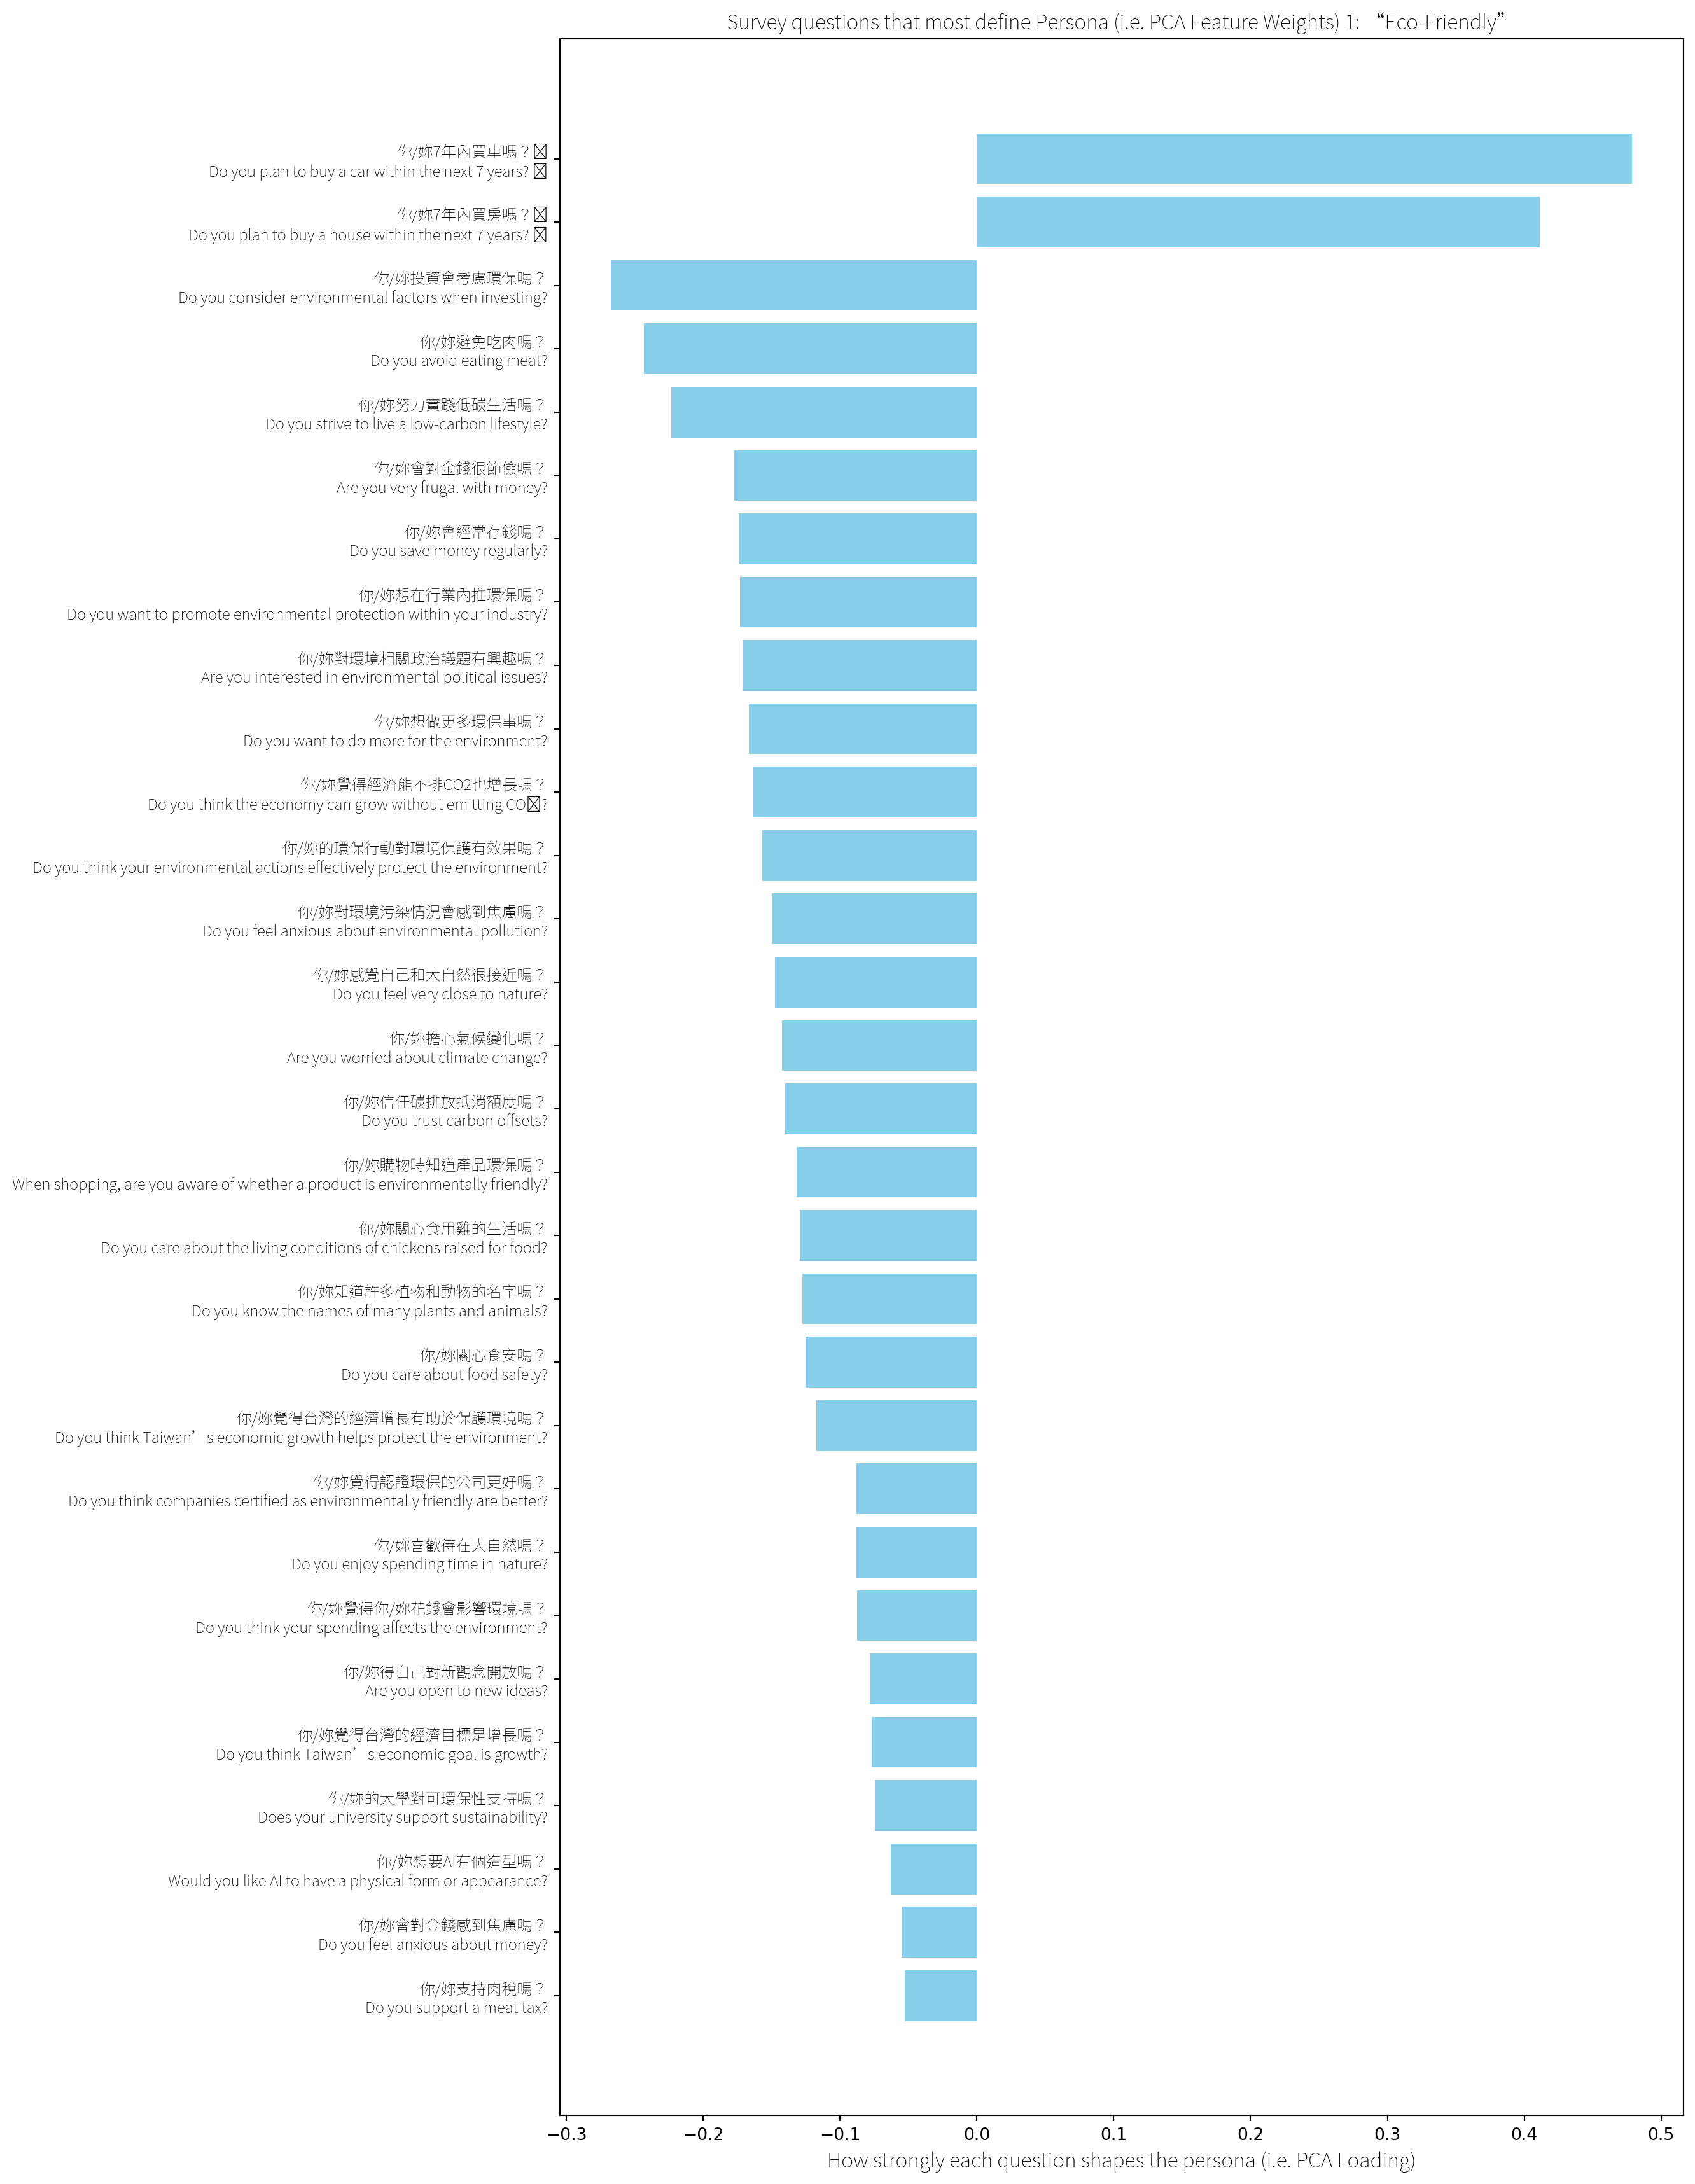 Survey questions that most define Persona (i.e. PCA Feature Weights) 1: “Eco-Friendly”
你/妳7年內買車嗎？
Do you plan to buy a car within the next 7 years?
你/妳7年內買房嗎？
Do you plan to buy a house within the next 7 years?
你/妳投資會考慮環保嗎？
Do you consider environmental factors when investing?
你/妳避免吃肉嗎？
Do you avoid eating meat?
你/妳努力實踐低碳生活嗎？
Do you strive to live a low-carbon lifestyle?
你/妳會對金錢很節儉嗎？
Are you very frugal with money?
你/妳會經常存錢嗎？
Do you save money regularly?
你/妳想在行業內推環保嗎？
Do you want to promote environmental protection within your industry?
你/妳對環境相關政治議題有興趣嗎？
Are you interested in environmental political issues?
你/妳想做更多環保事嗎？
Do you want to do more for the environment?
你/妳覺得經濟能不排CO2也增長嗎？
Do you think the economy can grow without emitting CO?
你/妳的環保行動對環境保護有效果嗎？
Do you think your environmental actions effectively protect the environment?
你/妳對環境污染情況會感到焦慮嗎？
Do you feel anxious about environmental pollution?
你/妳感覺自己和大自然很接近嗎？
Do you feel very close to nature?
你/妳擔心氣候變化嗎？
Are you worried about climate change?
你/妳信任碳排放抵消額度嗎？
Do you trust carbon offsets?
你/妳購物時知道產品環保嗎？
When shopping, are you aware of whether a product is environmentally friendly?
你/妳關心食用雞的生活嗎？
Do you care about the living conditions of chickens raised for food?
你/妳知道許多植物和動物的名字嗎？
Do you know the names of many plants and animals?
你/妳關心食安嗎？
Do you care about food safety?
你/妳覺得台灣的經濟增長有助於保護環境嗎？
Do you think Taiwan’s economic growth helps protect the environment?
你/妳覺得認證環保的公司更好嗎？
Do you think companies certified as environmentally friendly are better?
你/妳喜歡待在大自然嗎？
Do you enjoy spending time in nature?
你/妳覺得你/妳花錢會影響環境嗎？
Do you think your spending affects the environment?
你/妳得自己對新觀念開放嗎？
Are you open to new ideas?
你/妳覺得台灣的經濟目標是增長嗎？
Do you think Taiwan’s economic goal is growth?
你/妳的大學對可環保性支持嗎？
Does your university support sustainability?
你/妳想要AI有個造型嗎？
Would you like AI to have a physical form or appearance?
你/妳會對金錢感到焦慮嗎？
Do you feel anxious about money?
你/妳支持肉稅嗎？
Do you support a meat tax?
−0.3 −0.2 −0.1 0.0 0.1 0.2 0.3 0.4 0.5
How strongly each question shapes the persona (i.e. PCA Loading)